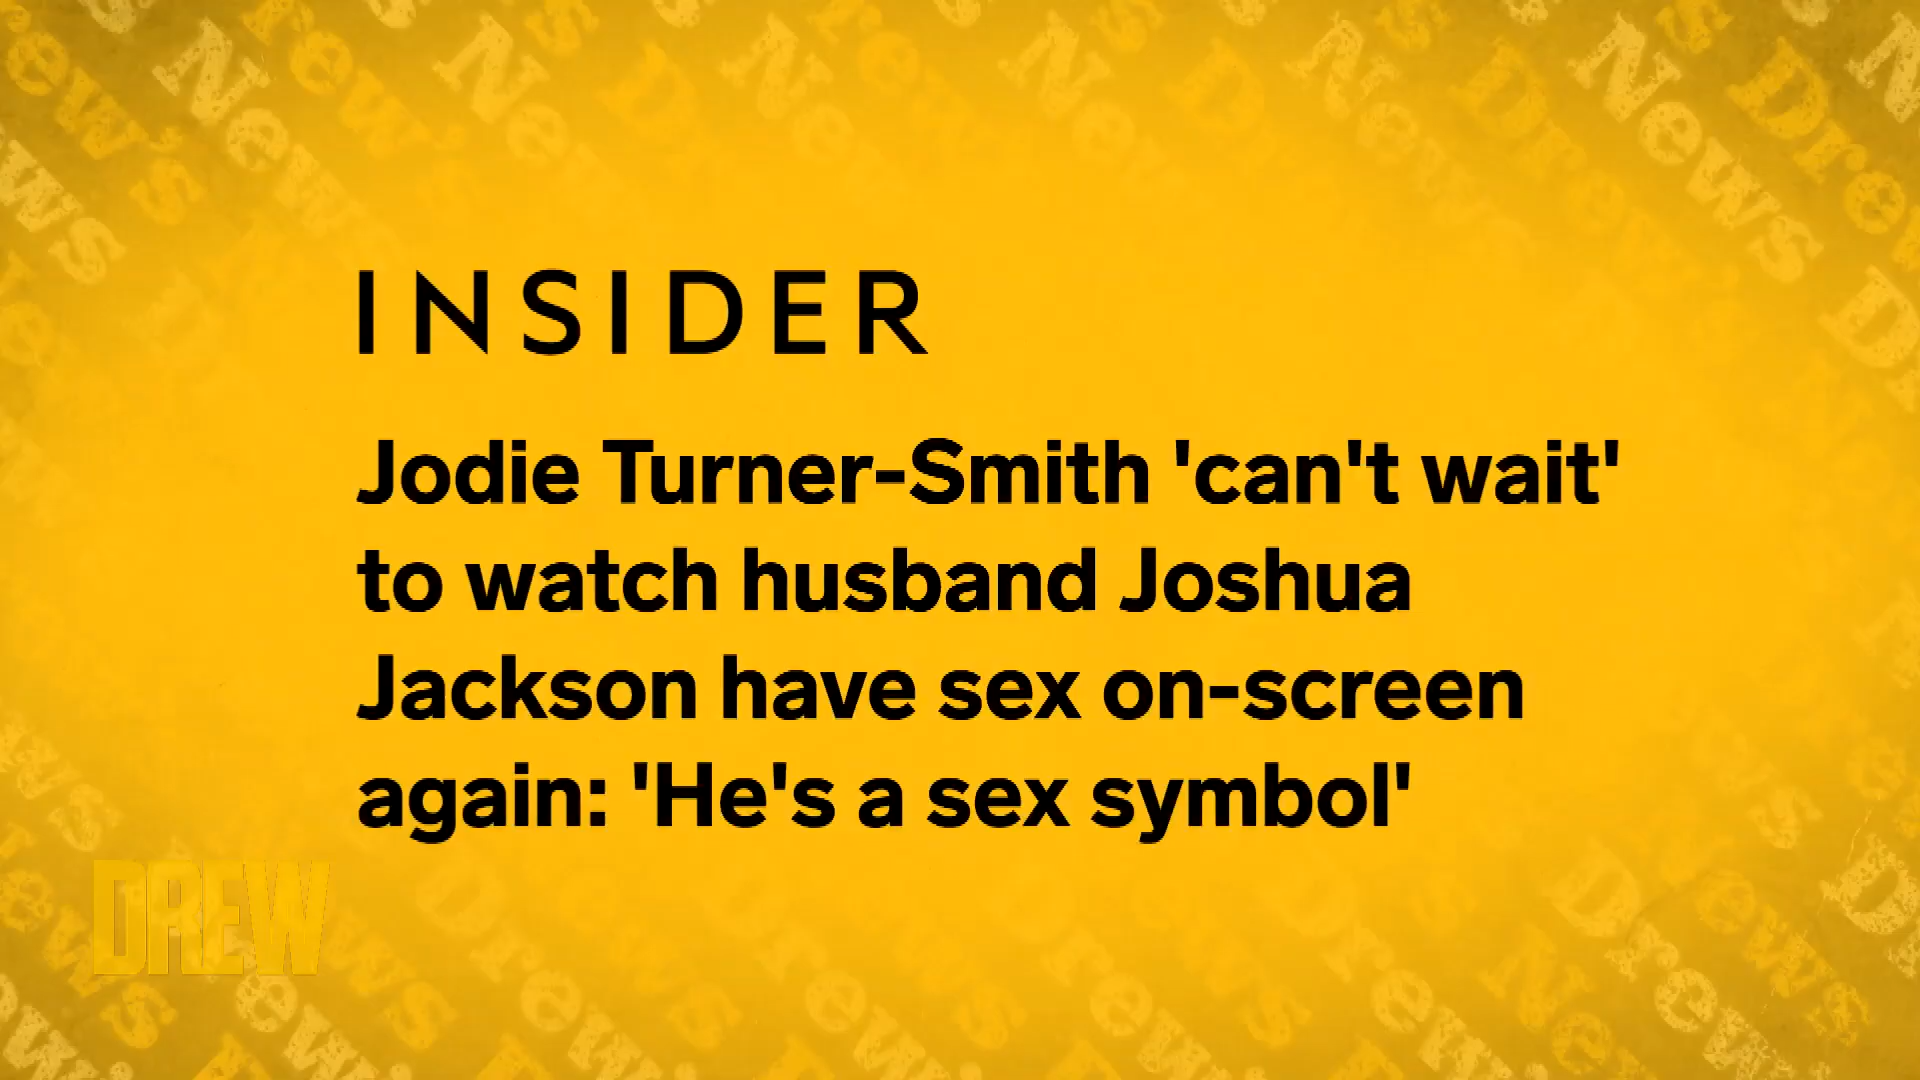 INSIDER
Jodie Turner-Smith 'can't wait'
to watch husband Joshua
Jackson have sex on-screen
again: 'He's a sex symbol'
DREW